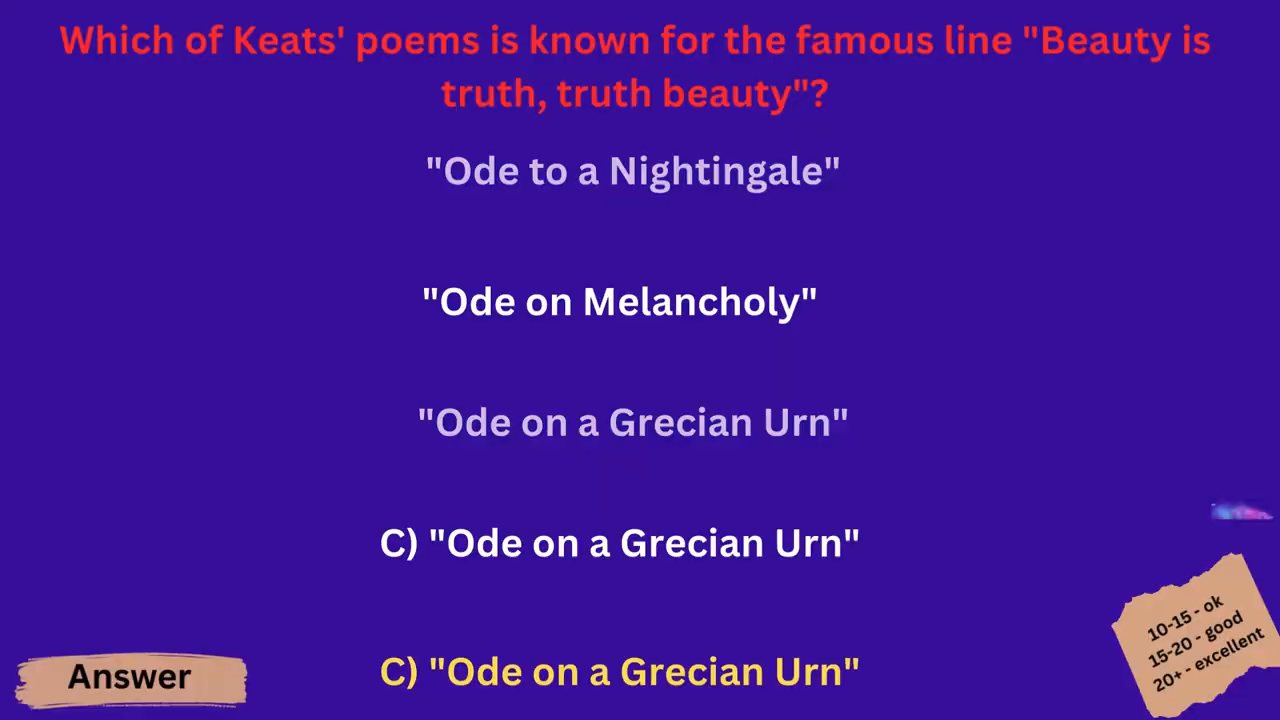 Which of Keats' poems is known for the famous line "Beauty is
truth, truth beauty"?
"Ode to a Nightingale"
"Ode on Melancholy"
"Ode on a Grecian Urn"
C) "Ode on a Grecian Urn"
10-15 - ok
15-20 - good
20+ - excellent
Answer
C) "Ode on a Grecian Urn"